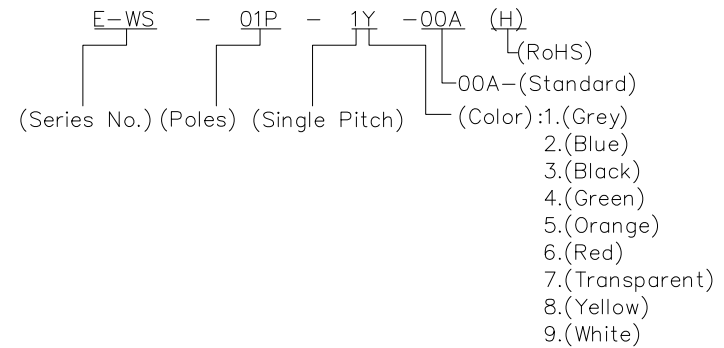 E-WS - 01P - 1Y -00A (H)
(RoHS)
00A-(Standard)
(Series No.) (Poles) (Single Pitch) (Color):1.(Grey)
2.(Blue)
3.(Black)
4.(Green)
5.(Orange)
6.(Red)
7.(Transparent)
8.(Yellow)
9.(White)